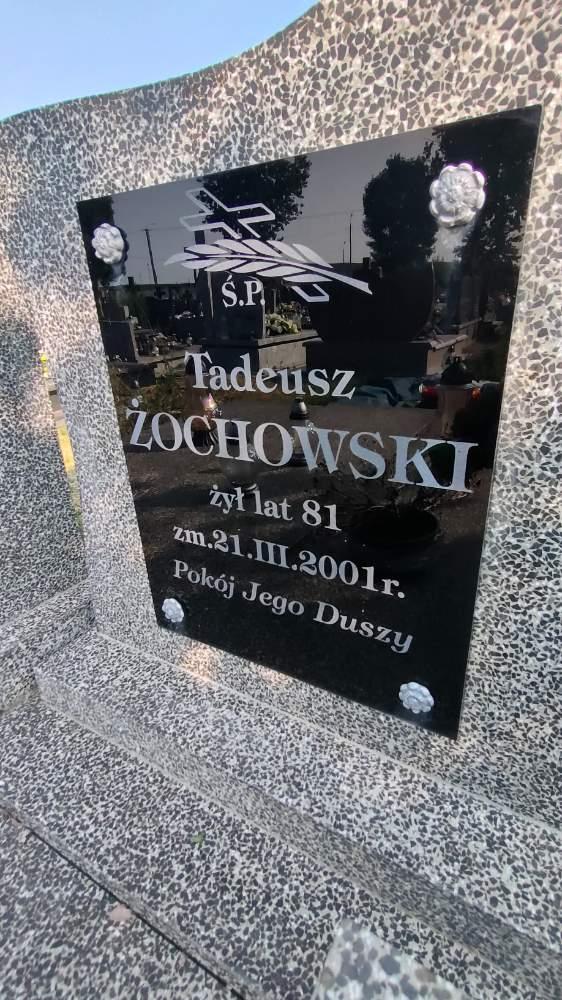 Ś.P.
Tadeusz
ŻOCHOWSKI
żył lat 81
zm.21.III.2001r.
Pokój Jego Duszy